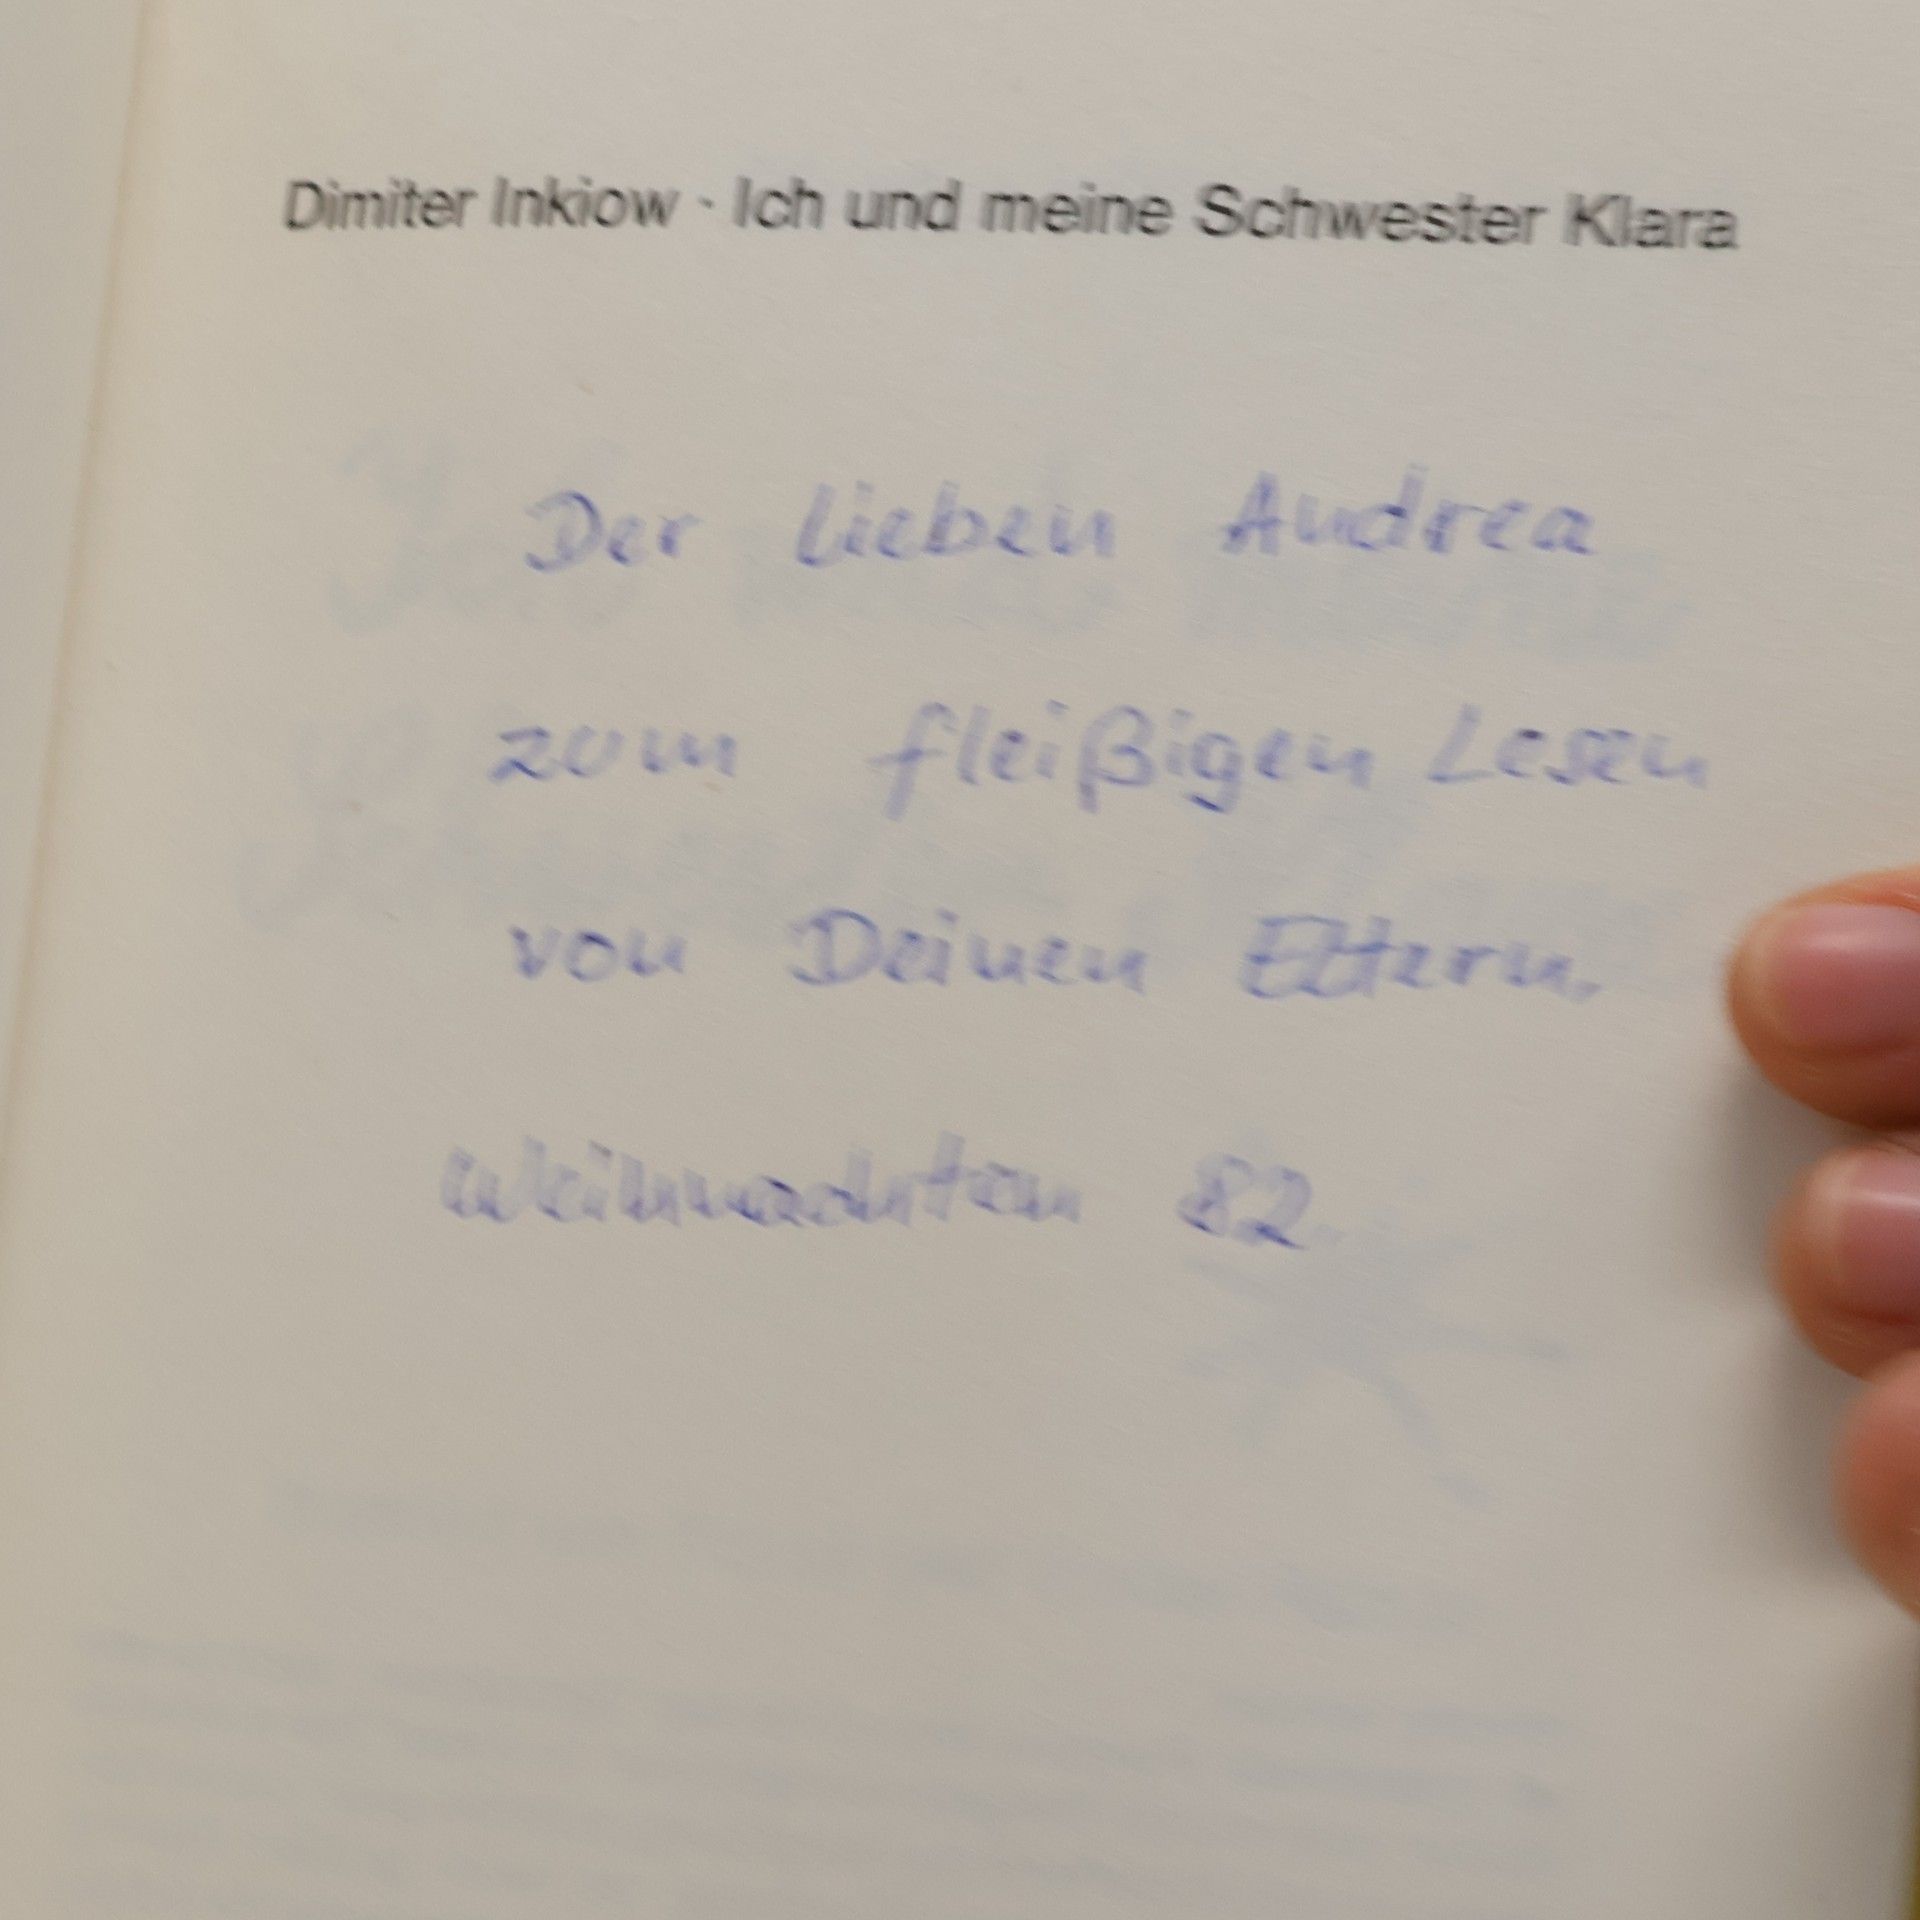 Dimiter Inkiow · Ich und meine Schwester Klara
Der lieben Andrea
zum fleißigen Lesen
von Deinen Eltern.
Weihnachten 82